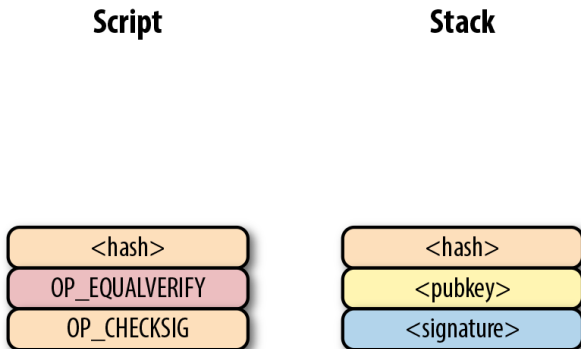 Script Stack
<hash> <hash>
OP_EQUALVERIFY <pubkey>
OP_CHECKSIG <signature>